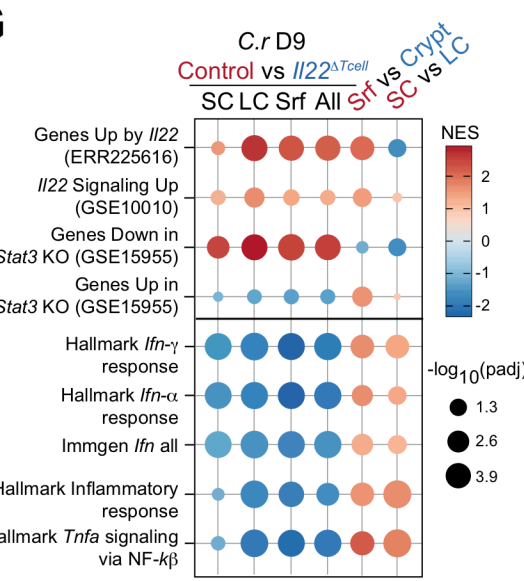 G
C.r D9
Control vs Il22ΔTcell
SC LC Srf All Srf vs Crypt SC vs LC
Genes Up by Il22
(ERR225616)
Il22 Signaling Up
(GSE10010)
Genes Down in
Stat3 KO (GSE15955)
Genes Up in
Stat3 KO (GSE15955)
Hallmark Ifn-γ
response
Hallmark Ifn-α
response
Immgen Ifn all
Hallmark Inflammatory
response
allmark Tnfa signaling
via NF-kβ
NES
2
1
0
-1
-2
-log10(padj)
1.3
2.6
3.9